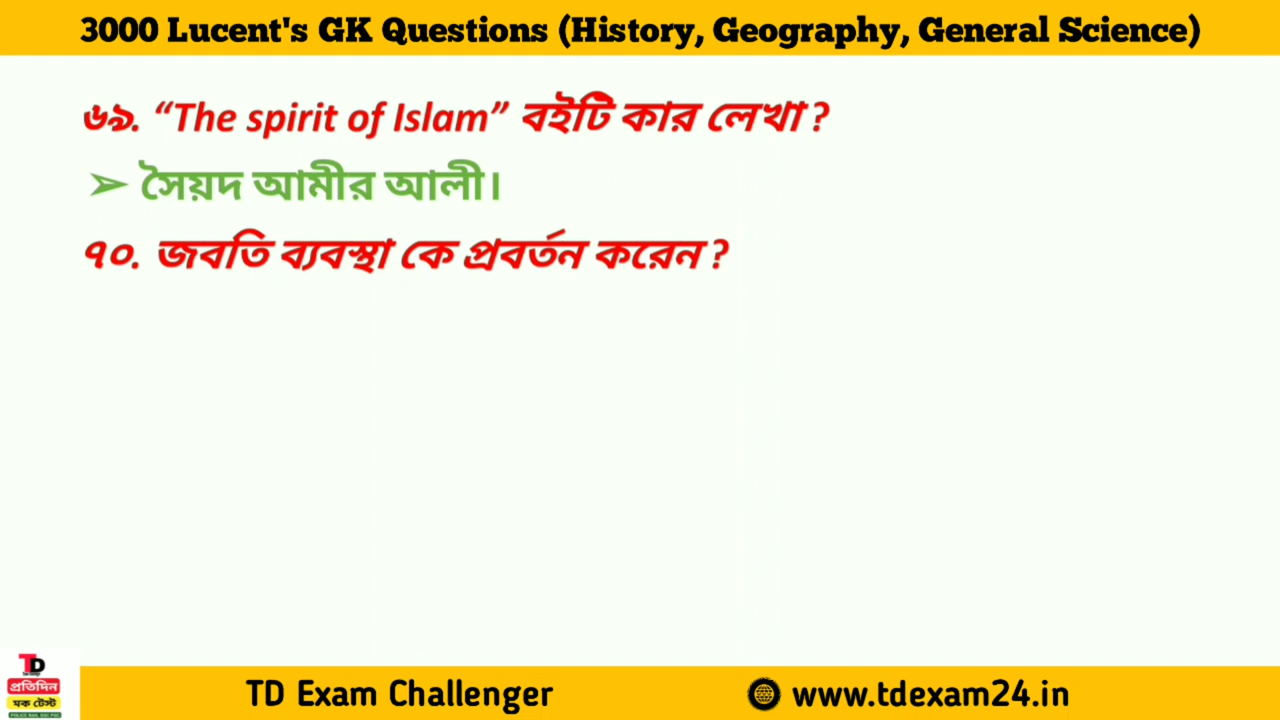 3000 Lucent's GK Questions (History, Geography, General Science)
৬৯. “The spirit of Islam” বইটি কার লেখা ?
➢ সৈয়দ আমীর আলী।
৭০. জবতি ব্যবস্থা কে প্রবর্তন করেন ?
TD
প্রতিদিন
মক টেস্ট
TD Exam Challenger
www.tdexam24.in